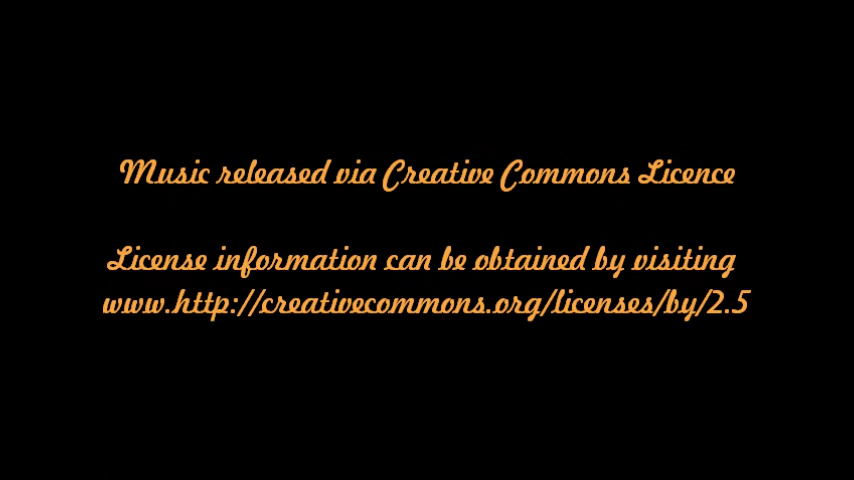 Music released via Creative Commons Licence
License information can be obtained by visiting
www.http://creativecommons.org/licenses/by/2.5